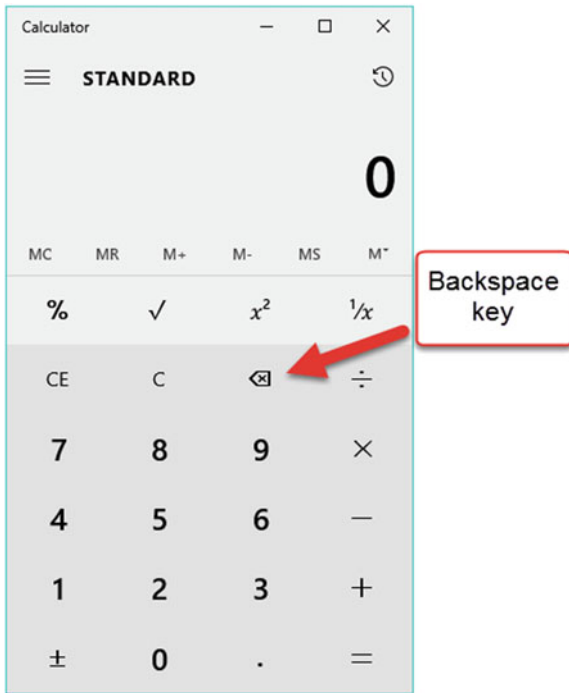 Calculator
STANDARD
0
MC MR M+ M- MS M˅
% √ x² ¹/x
CE C ⌫ ÷
Backspace
key
7 8 9 ×
4 5 6 −
1 2 3 +
± 0 . =